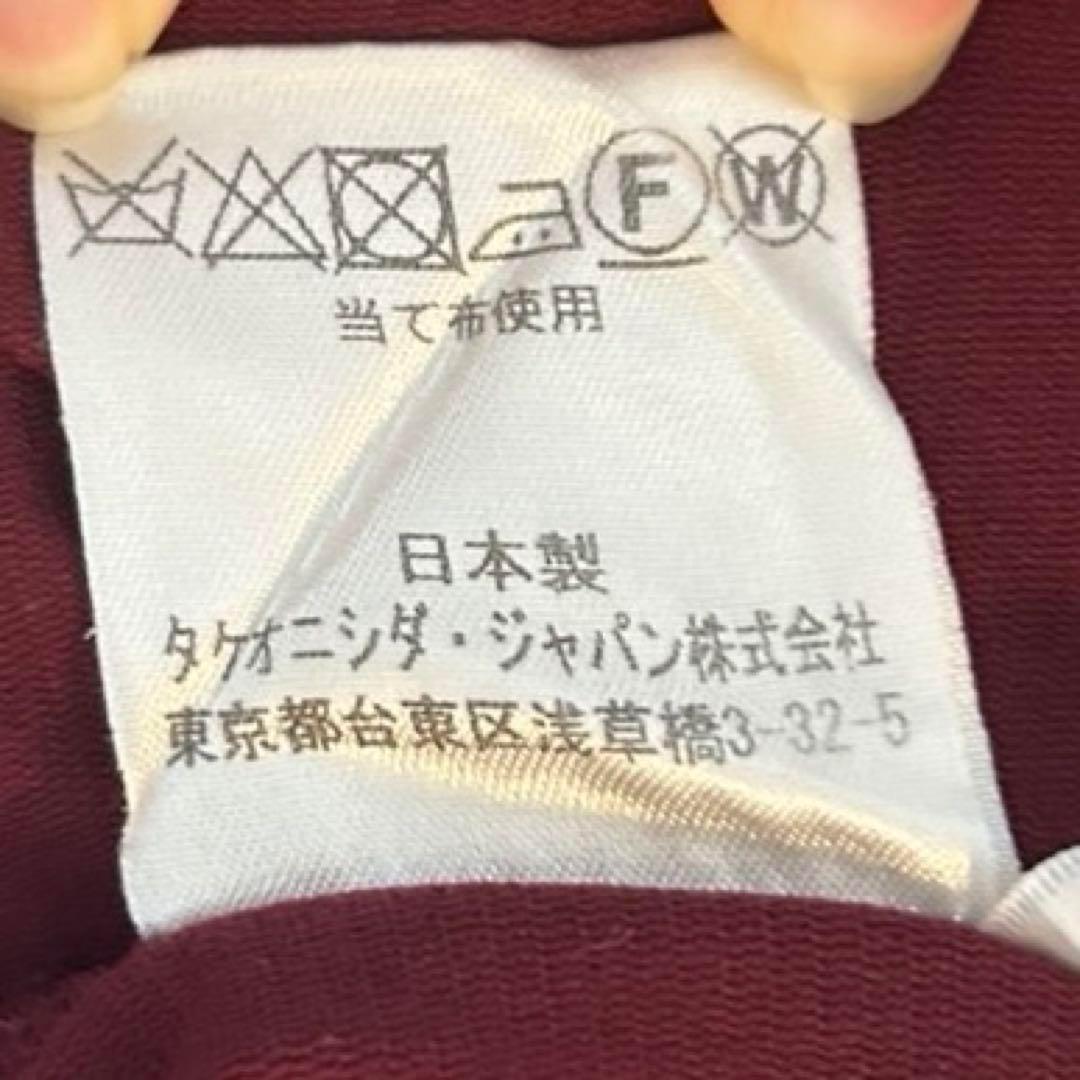 F W
当て布使用
日本製
タケオニシダ・ジャパン株式会社
東京都台東区浅草橋3-32-5